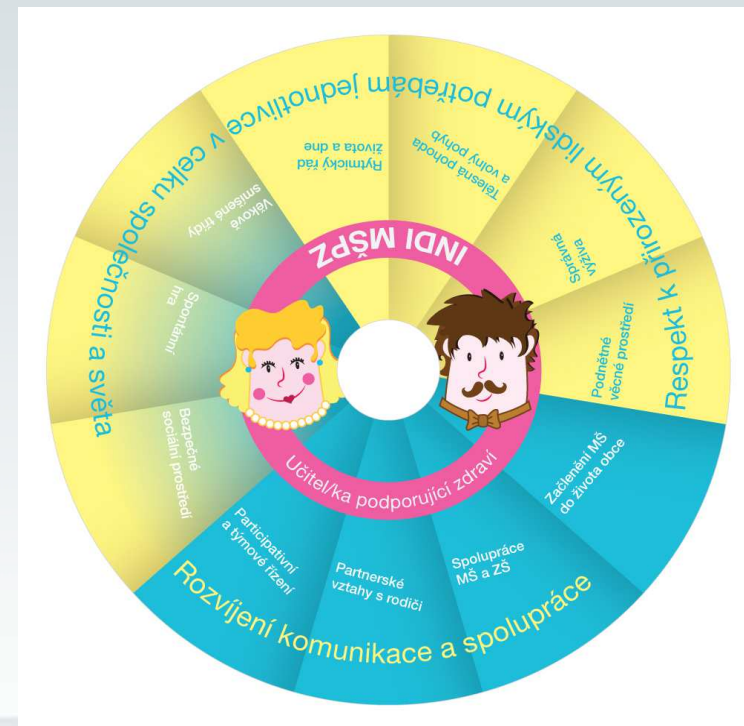 Respekt k přirozeným lidským potřebám jednotlivce v celku společnosti a světa
Věkově
smíšené třídy
Rytmický řád
života a dne
Tělesná pohoda
a volný pohyb
Správná
výživa
Podnětné
věcné prostředí
Spontánní
hra
Bezpečné
sociální prostředí
INDI MŠPZ
Učitel/ka podporující zdraví
Začlenění MŠ
do života obce
Spolupráce
MŠ a ZŠ
Partnerské
vztahy s rodiči
Participativní
a týmové řízení
Rozvíjení komunikace a spolupráce